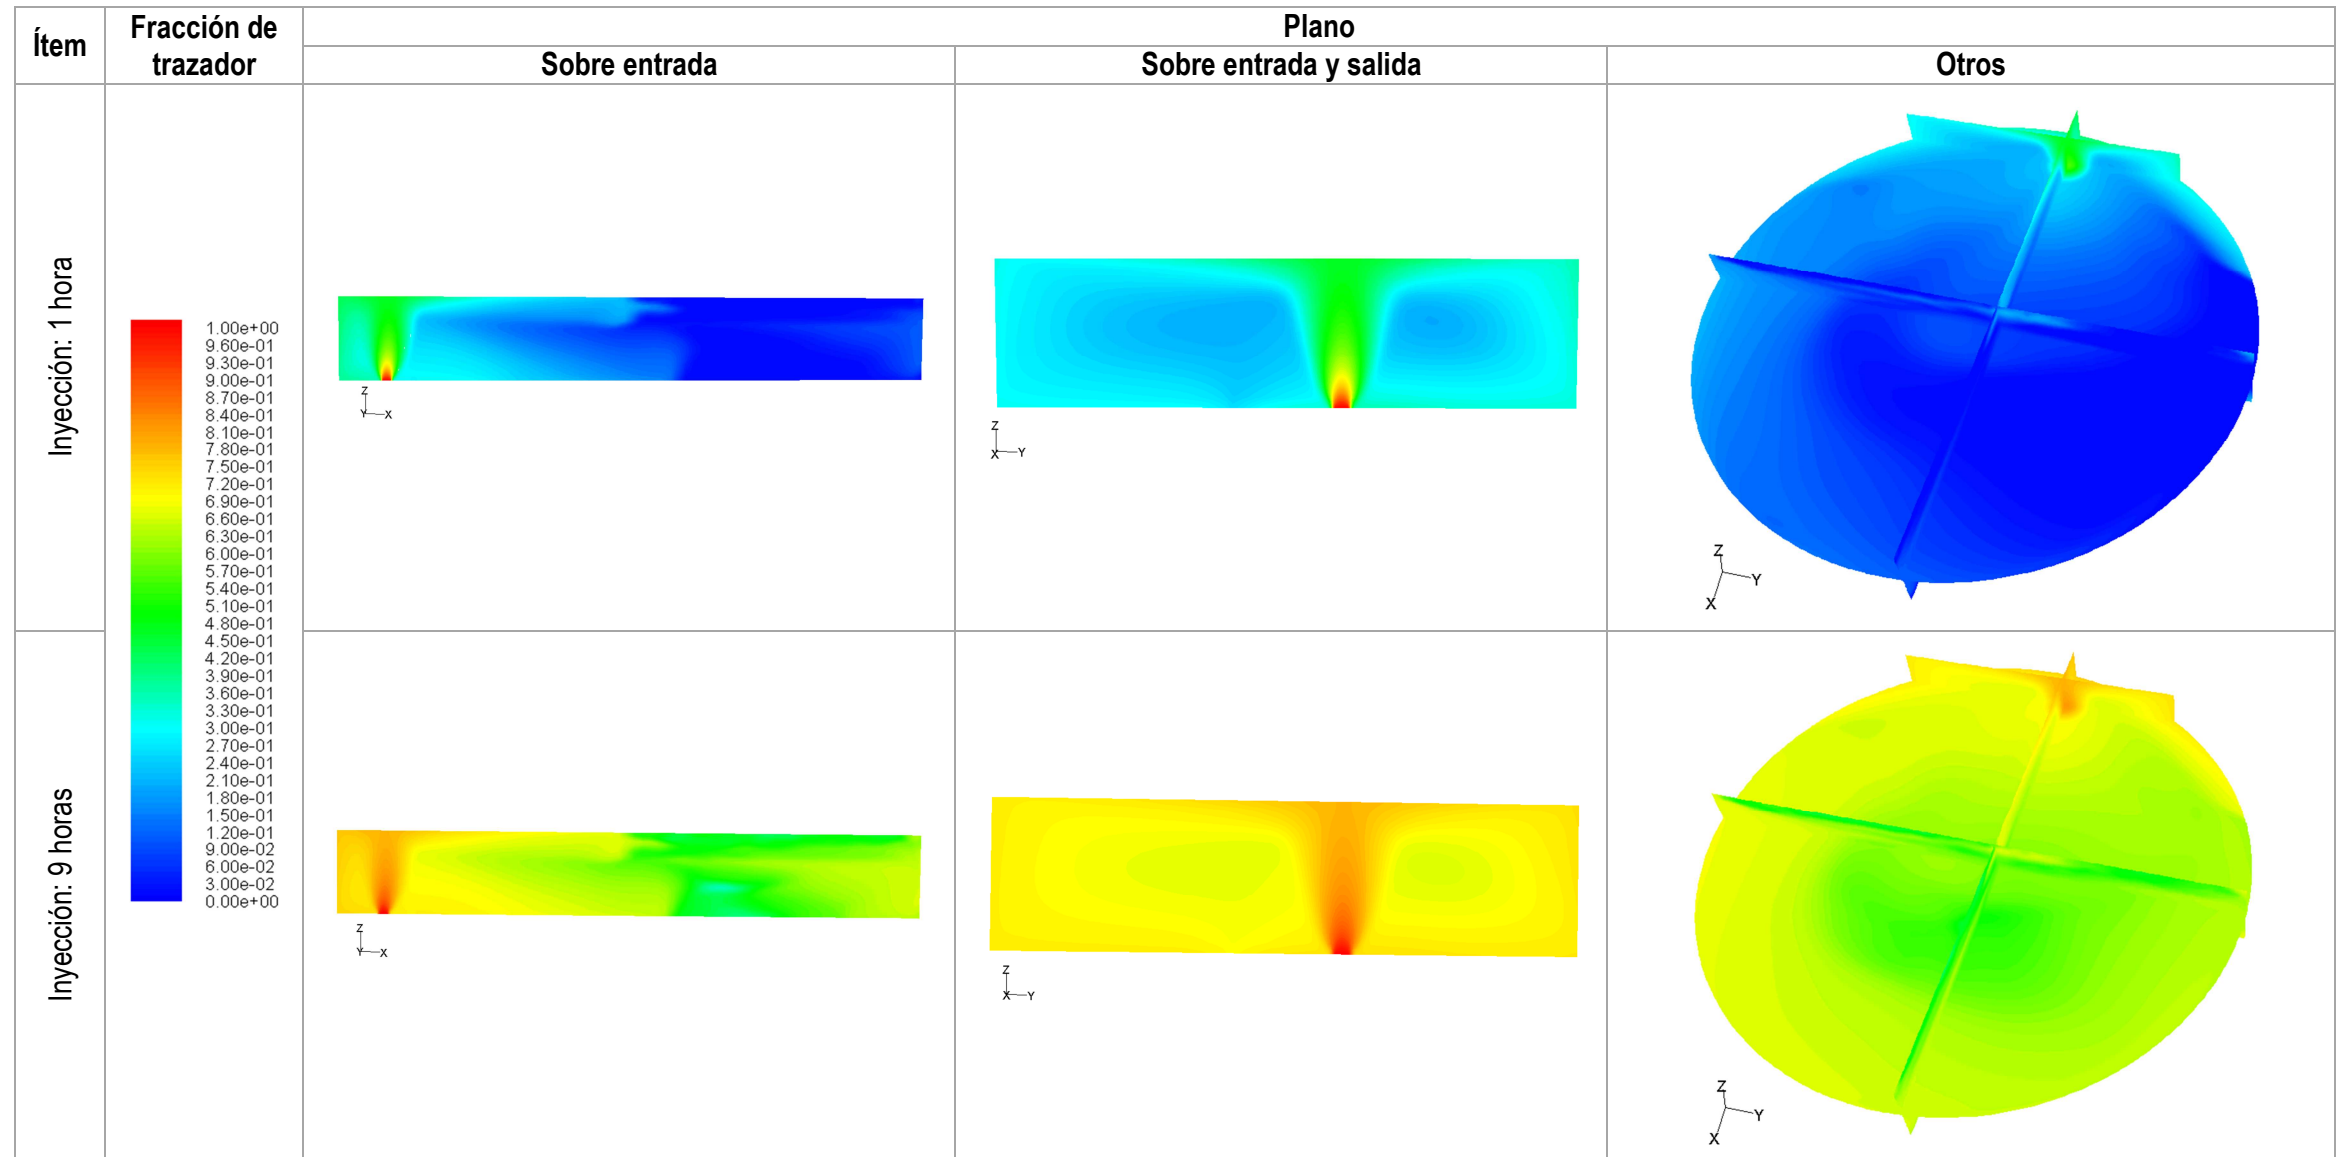 Ítem
Fracción de
trazador
Plano
Sobre entrada
Sobre entrada y salida
Otros
Inyección: 1 hora
1.00e+00
9.60e-01
9.30e-01
9.00e-01
8.70e-01
8.40e-01
8.10e-01
7.80e-01
7.50e-01
7.20e-01
6.90e-01
6.60e-01
6.30e-01
6.00e-01
5.70e-01
5.40e-01
5.10e-01
4.80e-01
4.50e-01
4.20e-01
3.90e-01
3.60e-01
3.30e-01
3.00e-01
2.70e-01
2.40e-01
2.10e-01
1.80e-01
1.50e-01
1.20e-01
9.00e-02
6.00e-02
3.00e-02
0.00e+00
Z
Y X
Z
X Y
Z
Y
X
Inyección: 9 horas
Z
Y X
Z
X Y
Z
Y
X